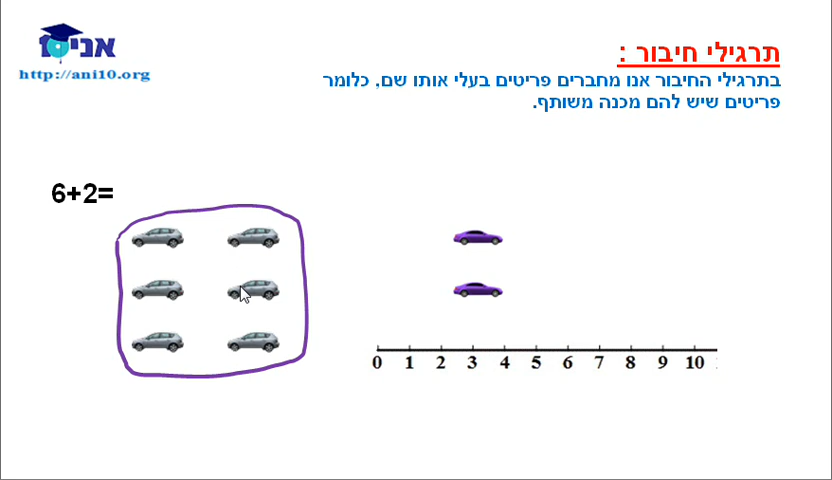 אני10
http://ani10.org
תרגילי חיבור :
בתרגילי החיבור אנו מחברים פריטים בעלי אותו שם, כלומר
פריטים שיש להם מכנה משותף.
6+2=
0 1 2 3 4 5 6 7 8 9 10